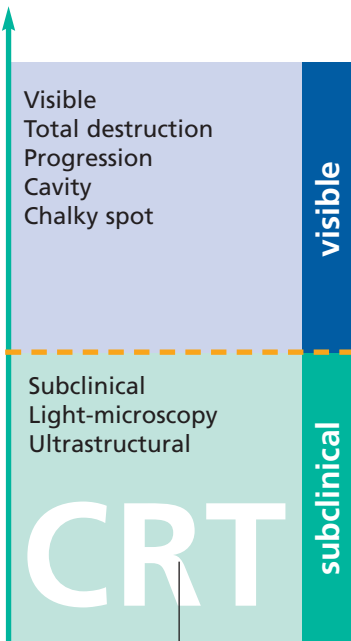 Visible
Total destruction
Progression
Cavity
Chalky spot
visible
Subclinical
Light-microscopy
Ultrastructural
CRT
subclinical